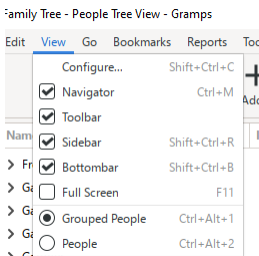 Family Tree - People Tree View - Gramps
Edit View Go Bookmarks Reports
Configure... Shift+Ctrl+C
Navigator Ctrl+M
Toolbar
Sidebar Shift+Ctrl+R
Bottombar Shift+Ctrl+B
Full Screen F11
Grouped People Ctrl+Alt+1
People Ctrl+Alt+2